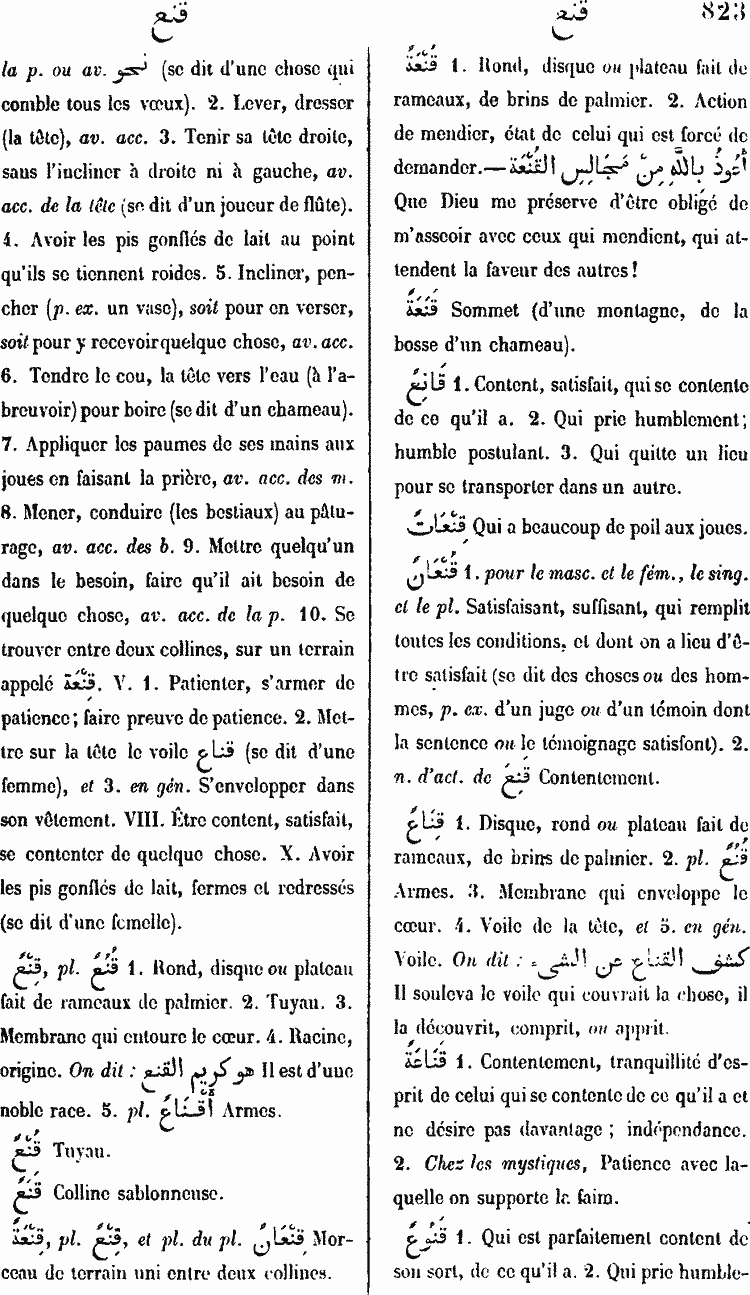 قنع
قنع 823
la p. ou av. نحو (se dit d'une chose qui
comble tous les vœux). 2. Lever, dresser
(la tête), av. acc. 3. Tenir sa tête droite,
sans l'incliner à droite ni à gauche, av.
acc. de la tête (se dit d'un joueur de flûte).
4. Avoir les pis gonflés de lait au point
qu'ils se tiennent roides. 5. Incliner, pen-
cher (p. ex. un vase), soit pour en verser,
soit pour y recevoir quelque chose, av. acc.
6. Tendre le cou, la tête vers l'eau (à l'a-
breuvoir) pour boire (se dit d'un chameau).
7. Appliquer les paumes de ses mains aux
joues en faisant la prière, av. acc. des m.
8. Mener, conduire (les bestiaux) au pâtu-
rage, av. acc. des b. 9. Mettre quelqu'un
dans le besoin, faire qu'il ait besoin de
quelque chose, av. acc. de la p. 10. Se
trouver entre deux collines, sur un terrain
appelé قِنْعَة. V. 1. Patienter, s'armer de
patience; faire preuve de patience. 2. Met-
tre sur la tête le voile قناع (se dit d'une
femme), et 3. en gén. S'envelopper dans
son vêtement. VIII. Être content, satisfait,
se contenter de quelque chose. X. Avoir
les pis gonflés de lait, fermes et redressés
(se dit d'une femelle).
قِنْعٌ, pl. قُنُعٌ 1. Rond, disque ou plateau
fait de rameaux de palmier. 2. Tuyau. 3.
Membrane qui entoure le cœur. 4. Racine,
origine. On dit : هو كريم القنع Il est d'une
noble race. 5. pl. أَقْنَاعٌ Armes.
قُنْعٌ Tuyau.
قَنَعٌ Colline sablonneuse.
قِنْعَةٌ, pl. قِنْعٌ, et pl. du pl. قِنْعَانٌ Mor-
ceau de terrain uni entre deux collines.
قُنْعَةٌ 1. Rond, disque ou plateau fait de
rameaux, de brins de palmier. 2. Action
de mendier, état de celui qui est forcé de
demander.—أَعُوذُ بِاللَّهِ مِنْ مَجَالِسِ القُنْعَةِ
Que Dieu me préserve d'être obligé de
m'asseoir avec ceux qui mendient, qui at-
tendent la faveur des autres!
قَنَعَةٌ Sommet (d'une montagne, de la
bosse d'un chameau).
قَانِعٌ 1. Content, satisfait, qui se contente
de ce qu'il a. 2. Qui prie humblement;
humble postulant. 3. Qui quitte un lieu
pour se transporter dans un autre.
قِنْعَاتٌ Qui a beaucoup de poil aux joues.
قُنْعَانٌ 1. pour le masc. et le fém., le sing.
et le pl. Satisfaisant, suffisant, qui remplit
toutes les conditions, et dont on a lieu d'ê-
tre satisfait (se dit des choses ou des hom-
mes, p. ex. d'un juge ou d'un témoin dont
la sentence ou le témoignage satisfont). 2.
n. d'act. de قَنِعَ Contentement.
قِنَاعٌ 1. Disque, rond ou plateau fait de
rameaux, de brins de palmier. 2. pl. قُنُعٌ
Armes. 3. Membrane qui enveloppe le
cœur. 4. Voile de la tête, et 5. en gén.
Voile. On dit : كشف القناع عن الشيء
Il souleva le voile qui couvrait la chose, il
la découvrit, comprit, ou apprit.
قَنَاعَةٌ 1. Contentement, tranquillité d'es-
prit de celui qui se contente de ce qu'il a et
ne désire pas davantage ; indépendance.
2. Chez les mystiques, Patience avec la-
quelle on supporte la faim.
قَنُوعٌ 1. Qui est parfaitement content de
son sort, de ce qu'il a. 2. Qui prie humble-